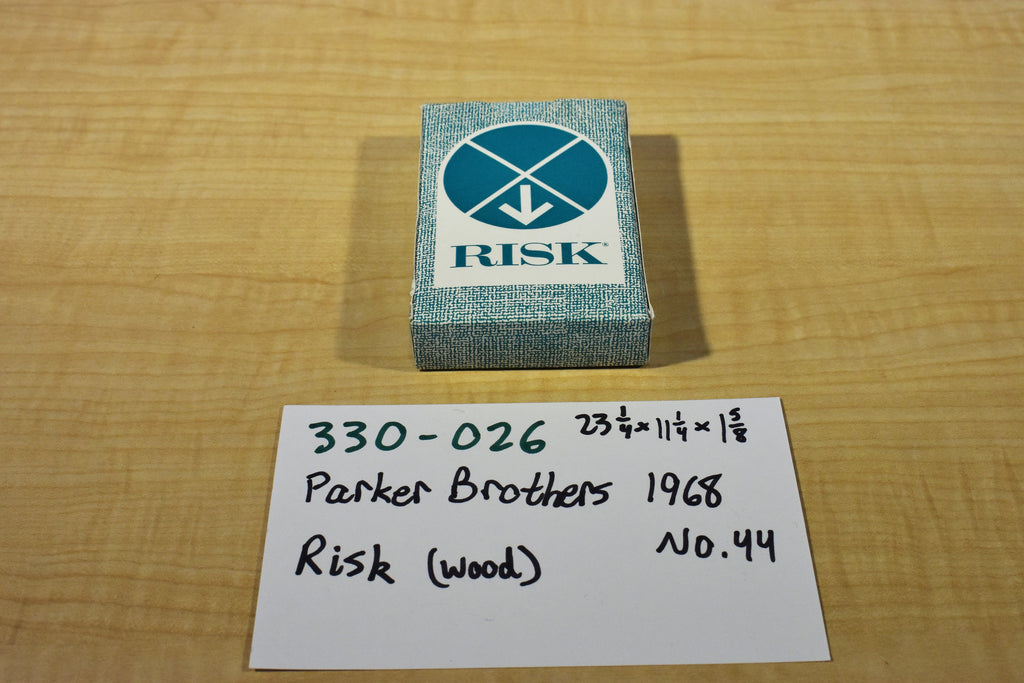 RISK®
330-026 23 1/4 x 11 1/4 x 1 5/8
Parker Brothers 1968
Risk (wood) No. 44